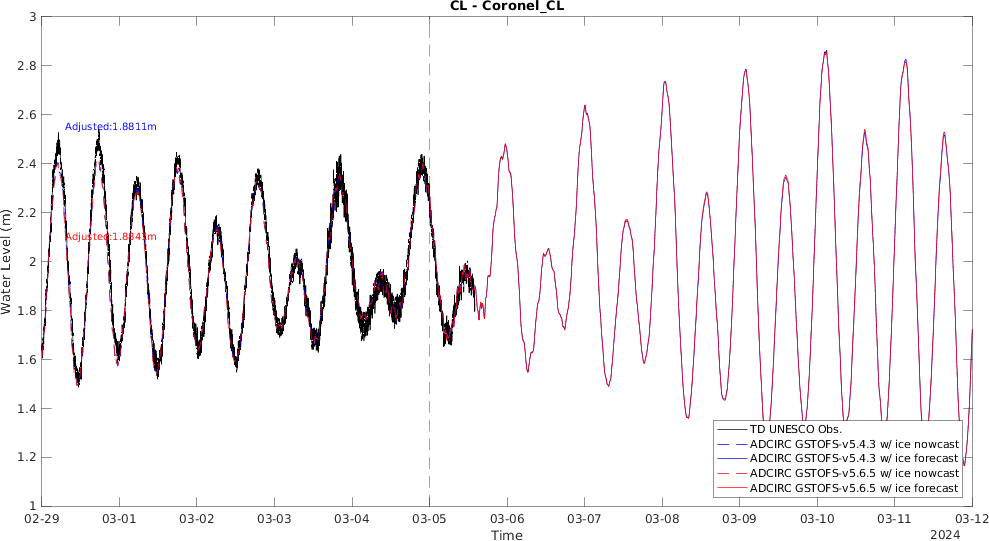 CL - Coronel_CL
3
2.8
2.6
2.4
2.2
2
1.8
1.6
1.4
1.2
1
Water Level (m)
Adjusted:1.8811m
Adjusted:1.8843m
TD UNESCO Obs.
ADCIRC GSTOFS-v5.4.3 w/ ice nowcast
ADCIRC GSTOFS-v5.4.3 w/ ice forecast
ADCIRC GSTOFS-v5.6.5 w/ ice nowcast
ADCIRC GSTOFS-v5.6.5 w/ ice forecast
02-29 03-01 03-02 03-03 03-04 03-05 03-06 03-07 03-08 03-09 03-10 03-11 03-12
Time
2024